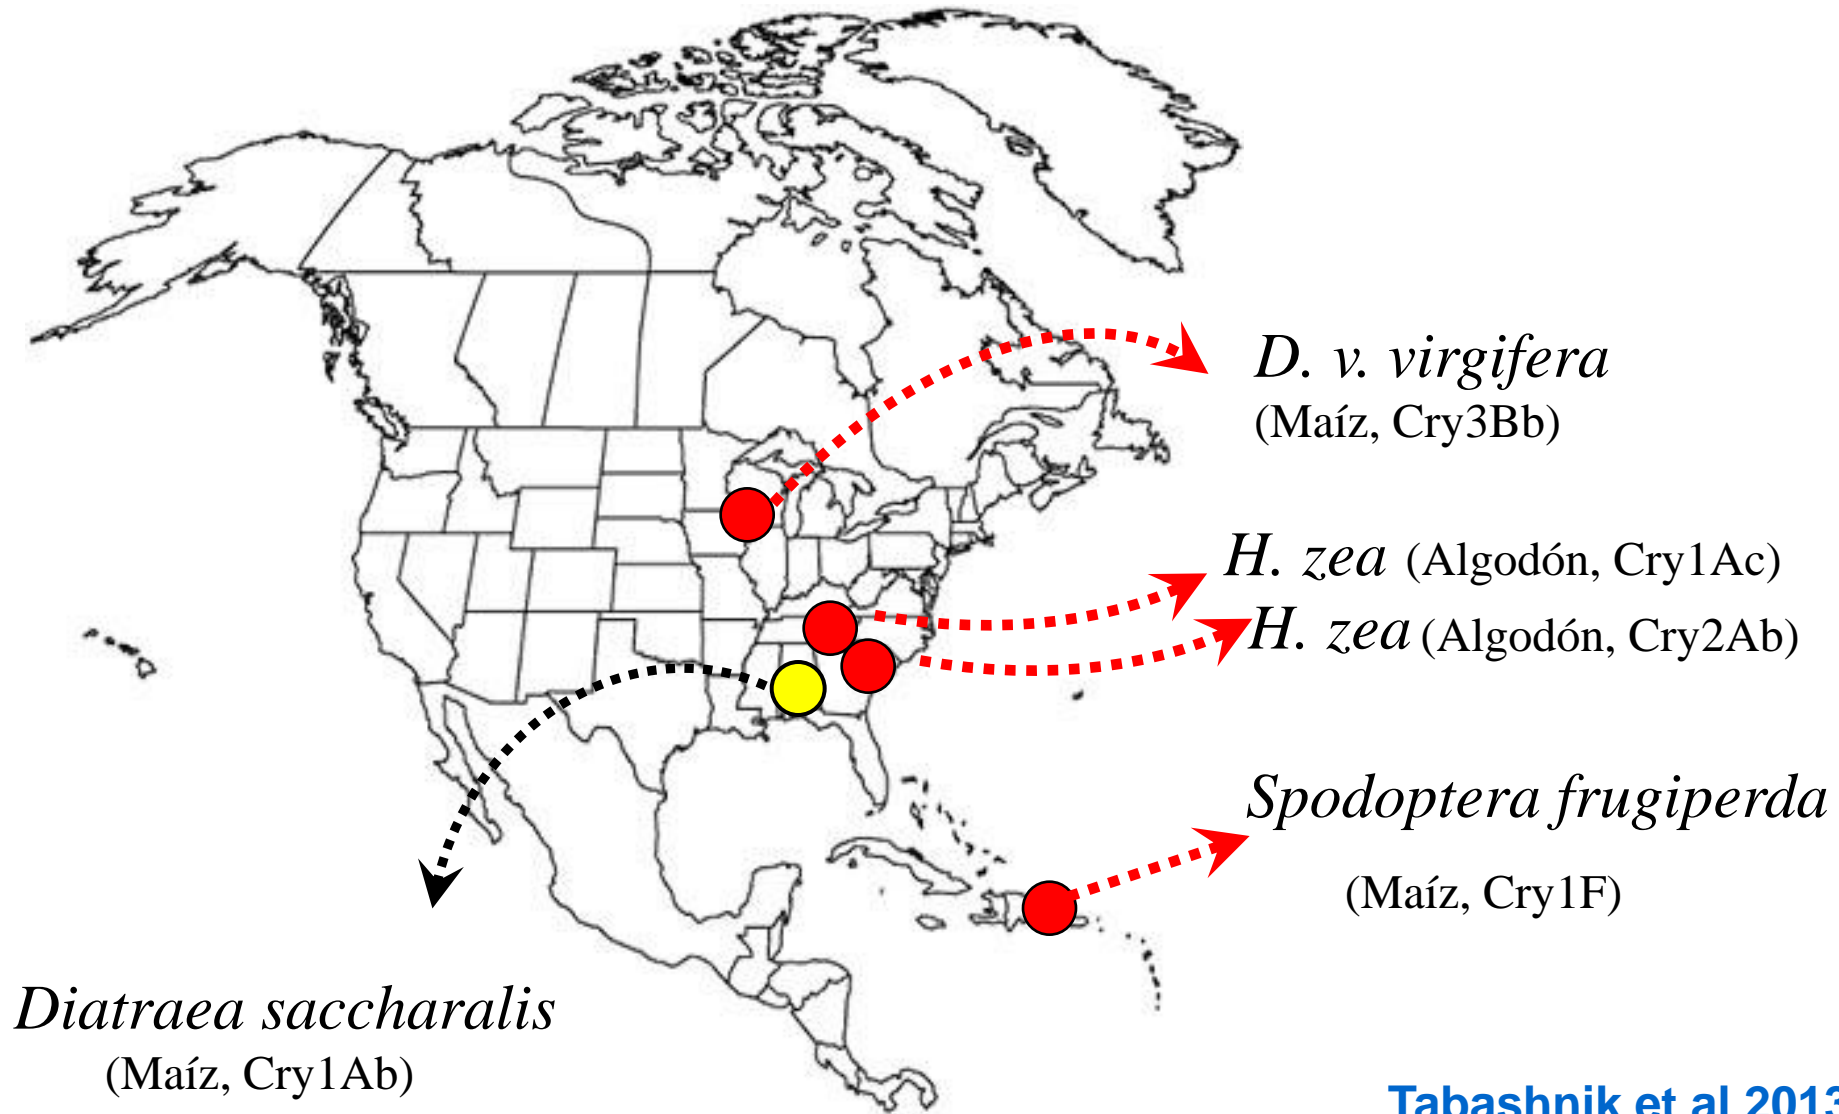 D. v. virgifera
(Maíz, Cry3Bb)
H. zea (Algodón, Cry1Ac)
H. zea (Algodón, Cry2Ab)
Spodoptera frugiperda
(Maíz, Cry1F)
Diatraea saccharalis
(Maíz, Cry1Ab)
Tabashnik et al 2013